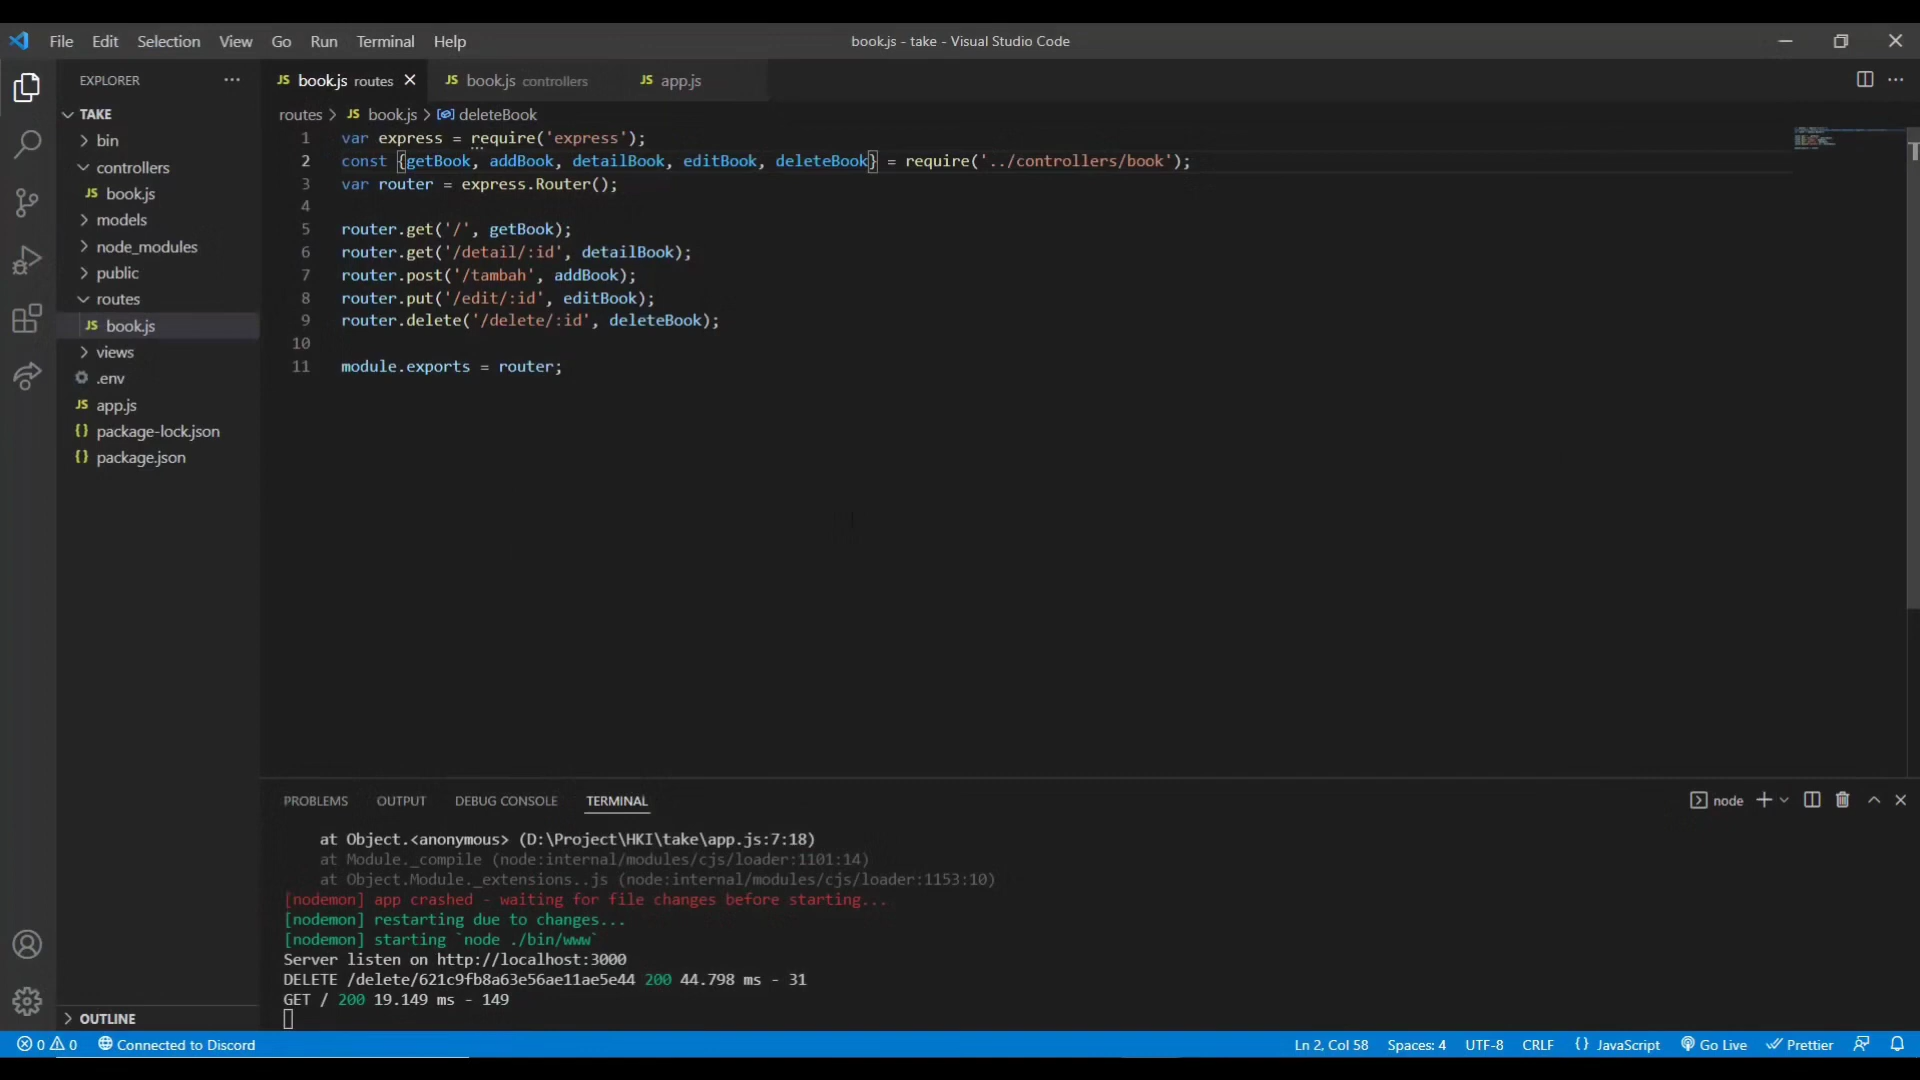 File Edit Selection View Go Run Terminal Help
book.js - take - Visual Studio Code
EXPLORER
TAKE
bin
controllers
JS book.js
models
node_modules
public
routes
JS book.js
views
.env
JS app.js
{} package-lock.json
{} package.json
OUTLINE
JS book.js routes JS book.js controllers JS app.js
routes > JS book.js > deleteBook
1 var express = require('express');
2 const {getBook, addBook, detailBook, editBook, deleteBook} = require('../controllers/book');
3 var router = express.Router();
4
5 router.get('/', getBook);
6 router.get('/detail/:id', detailBook);
7 router.post('/tambah', addBook);
8 router.put('/edit/:id', editBook);
9 router.delete('/delete/:id', deleteBook);
10
11 module.exports = router;
PROBLEMS OUTPUT DEBUG CONSOLE TERMINAL
node
at Object.<anonymous> (D:\Project\HKI\take\app.js:7:18)
at Module._compile (node:internal/modules/cjs/loader:1101:14)
at Object.Module._extensions..js (node:internal/modules/cjs/loader:1153:10)
[nodemon] app crashed - waiting for file changes before starting...
[nodemon] restarting due to changes...
[nodemon] starting `node ./bin/www`
Server listen on http://localhost:3000
DELETE /delete/621c9fb8a63e56ae11ae5e44 200 44.798 ms - 31
GET / 200 19.149 ms - 149
0 0 Connected to Discord
Ln 2, Col 58 Spaces: 4 UTF-8 CRLF {} JavaScript Go Live Prettier